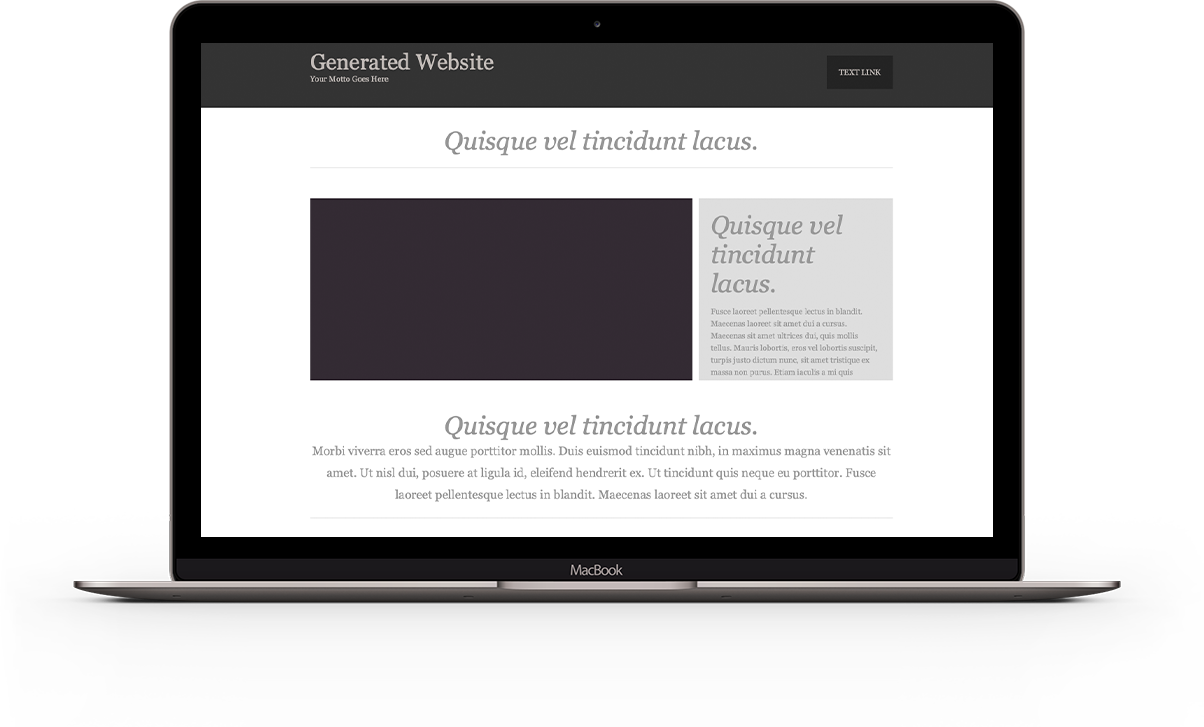 Generated Website
Your Motto Goes Here
TEXT LINK
Quisque vel tincidunt lacus.
Quisque vel
tincidunt
lacus.
Fusce laoreet pellentesque lectus in blandit.
Maecenas laoreet sit amet dui a cursus.
Maecenas sit amet ultrices dui, quis mollis
tellus. Mauris lobortis, eros vel lobortis suscipit,
turpis justo dictum nunc, sit amet tristique ex
massa non purus. Etiam iaculis a mi quis
Quisque vel tincidunt lacus.
Morbi viverra eros sed augue porttitor mollis. Duis euismod tincidunt nibh, in maximus magna venenatis sit
amet. Ut nisl dui, posuere at ligula id, eleifend hendrerit ex. Ut tincidunt quis neque eu porttitor. Fusce
laoreet pellentesque lectus in blandit. Maecenas laoreet sit amet dui a cursus.
MacBook